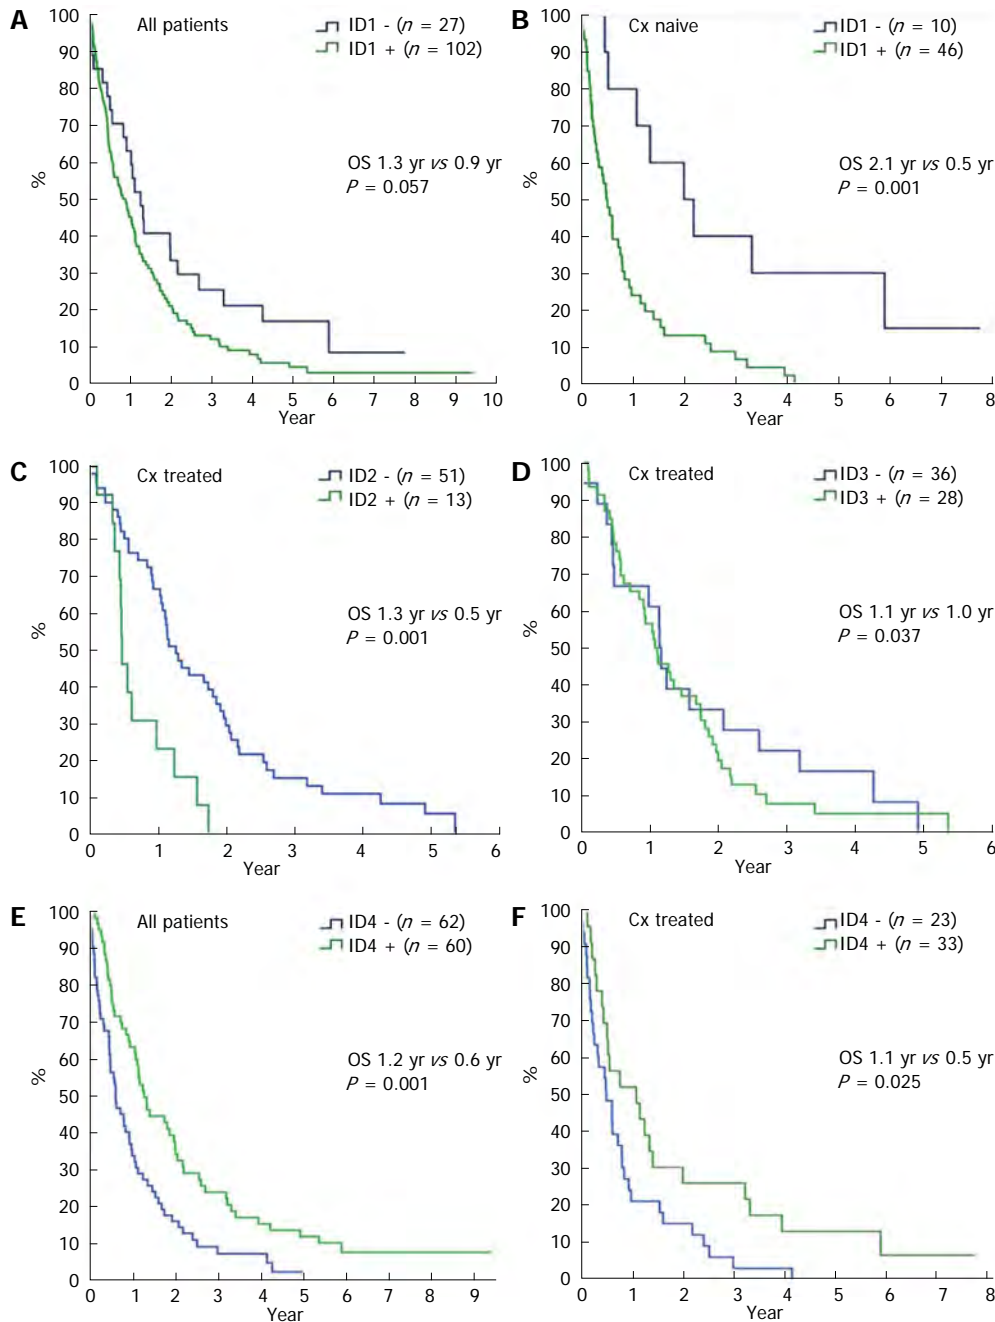 A
All patients
ID1 - (n = 27)
ID1 + (n = 102)
OS 1.3 yr vs 0.9 yr
P = 0.057
%
100
90
80
70
60
50
40
30
20
10
0
0 1 2 3 4 5 6 7 8 9 10
Year
B
Cx naive
ID1 - (n = 10)
ID1 + (n = 46)
OS 2.1 yr vs 0.5 yr
P = 0.001
%
100
90
80
70
60
50
40
30
20
10
0
0 1 2 3 4 5 6 7 8
Year
C
Cx treated
ID2 - (n = 51)
ID2 + (n = 13)
OS 1.3 yr vs 0.5 yr
P = 0.001
%
100
90
80
70
60
50
40
30
20
10
0
0 1 2 3 4 5 6
Year
D
Cx treated
ID3 - (n = 36)
ID3 + (n = 28)
OS 1.1 yr vs 1.0 yr
P = 0.037
%
100
90
80
70
60
50
40
30
20
10
0
0 1 2 3 4 5 6
Year
E
All patients
ID4 - (n = 62)
ID4 + (n = 60)
OS 1.2 yr vs 0.6 yr
P = 0.001
%
100
90
80
70
60
50
40
30
20
10
0
0 1 2 3 4 5 6 7 8 9
Year
F
Cx treated
ID4 - (n = 23)
ID4 + (n = 33)
OS 1.1 yr vs 0.5 yr
P = 0.025
%
100
90
80
70
60
50
40
30
20
10
0
0 1 2 3 4 5 6 7 8
Year